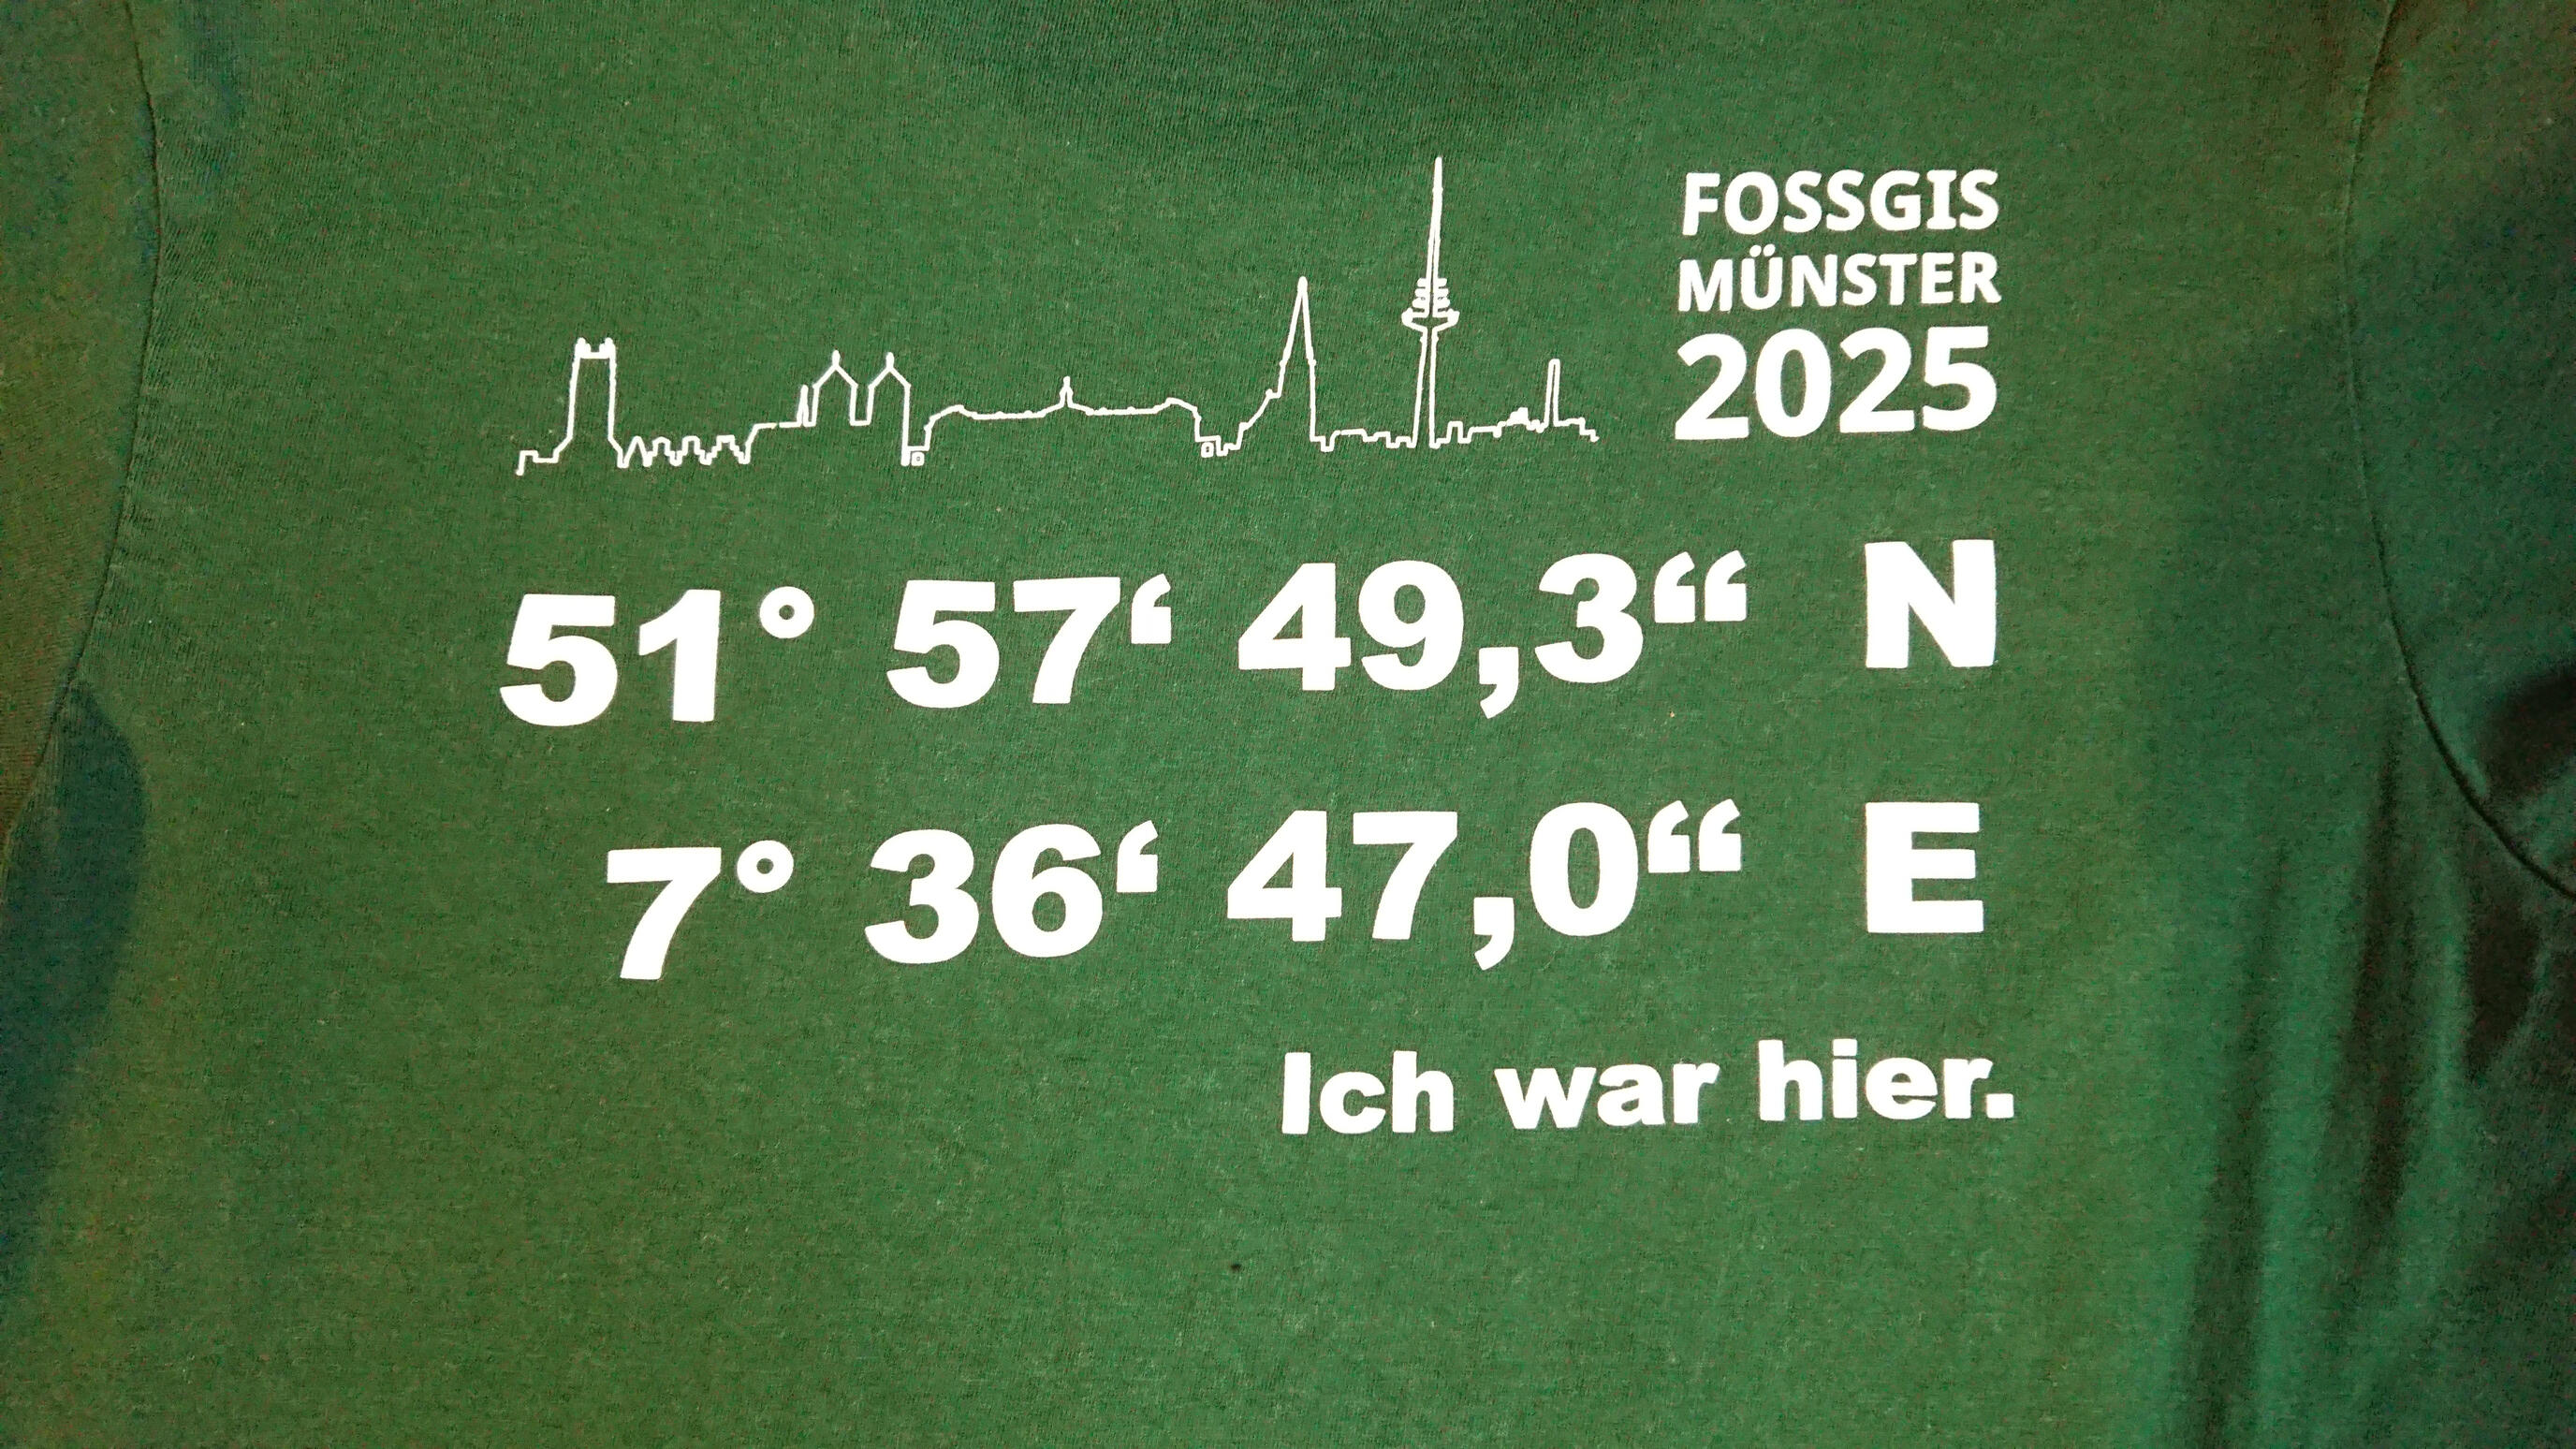 FOSSGIS
MÜNSTER
2025
51° 57‘ 49,3“ N
7° 36‘ 47,0“ E
Ich war hier.